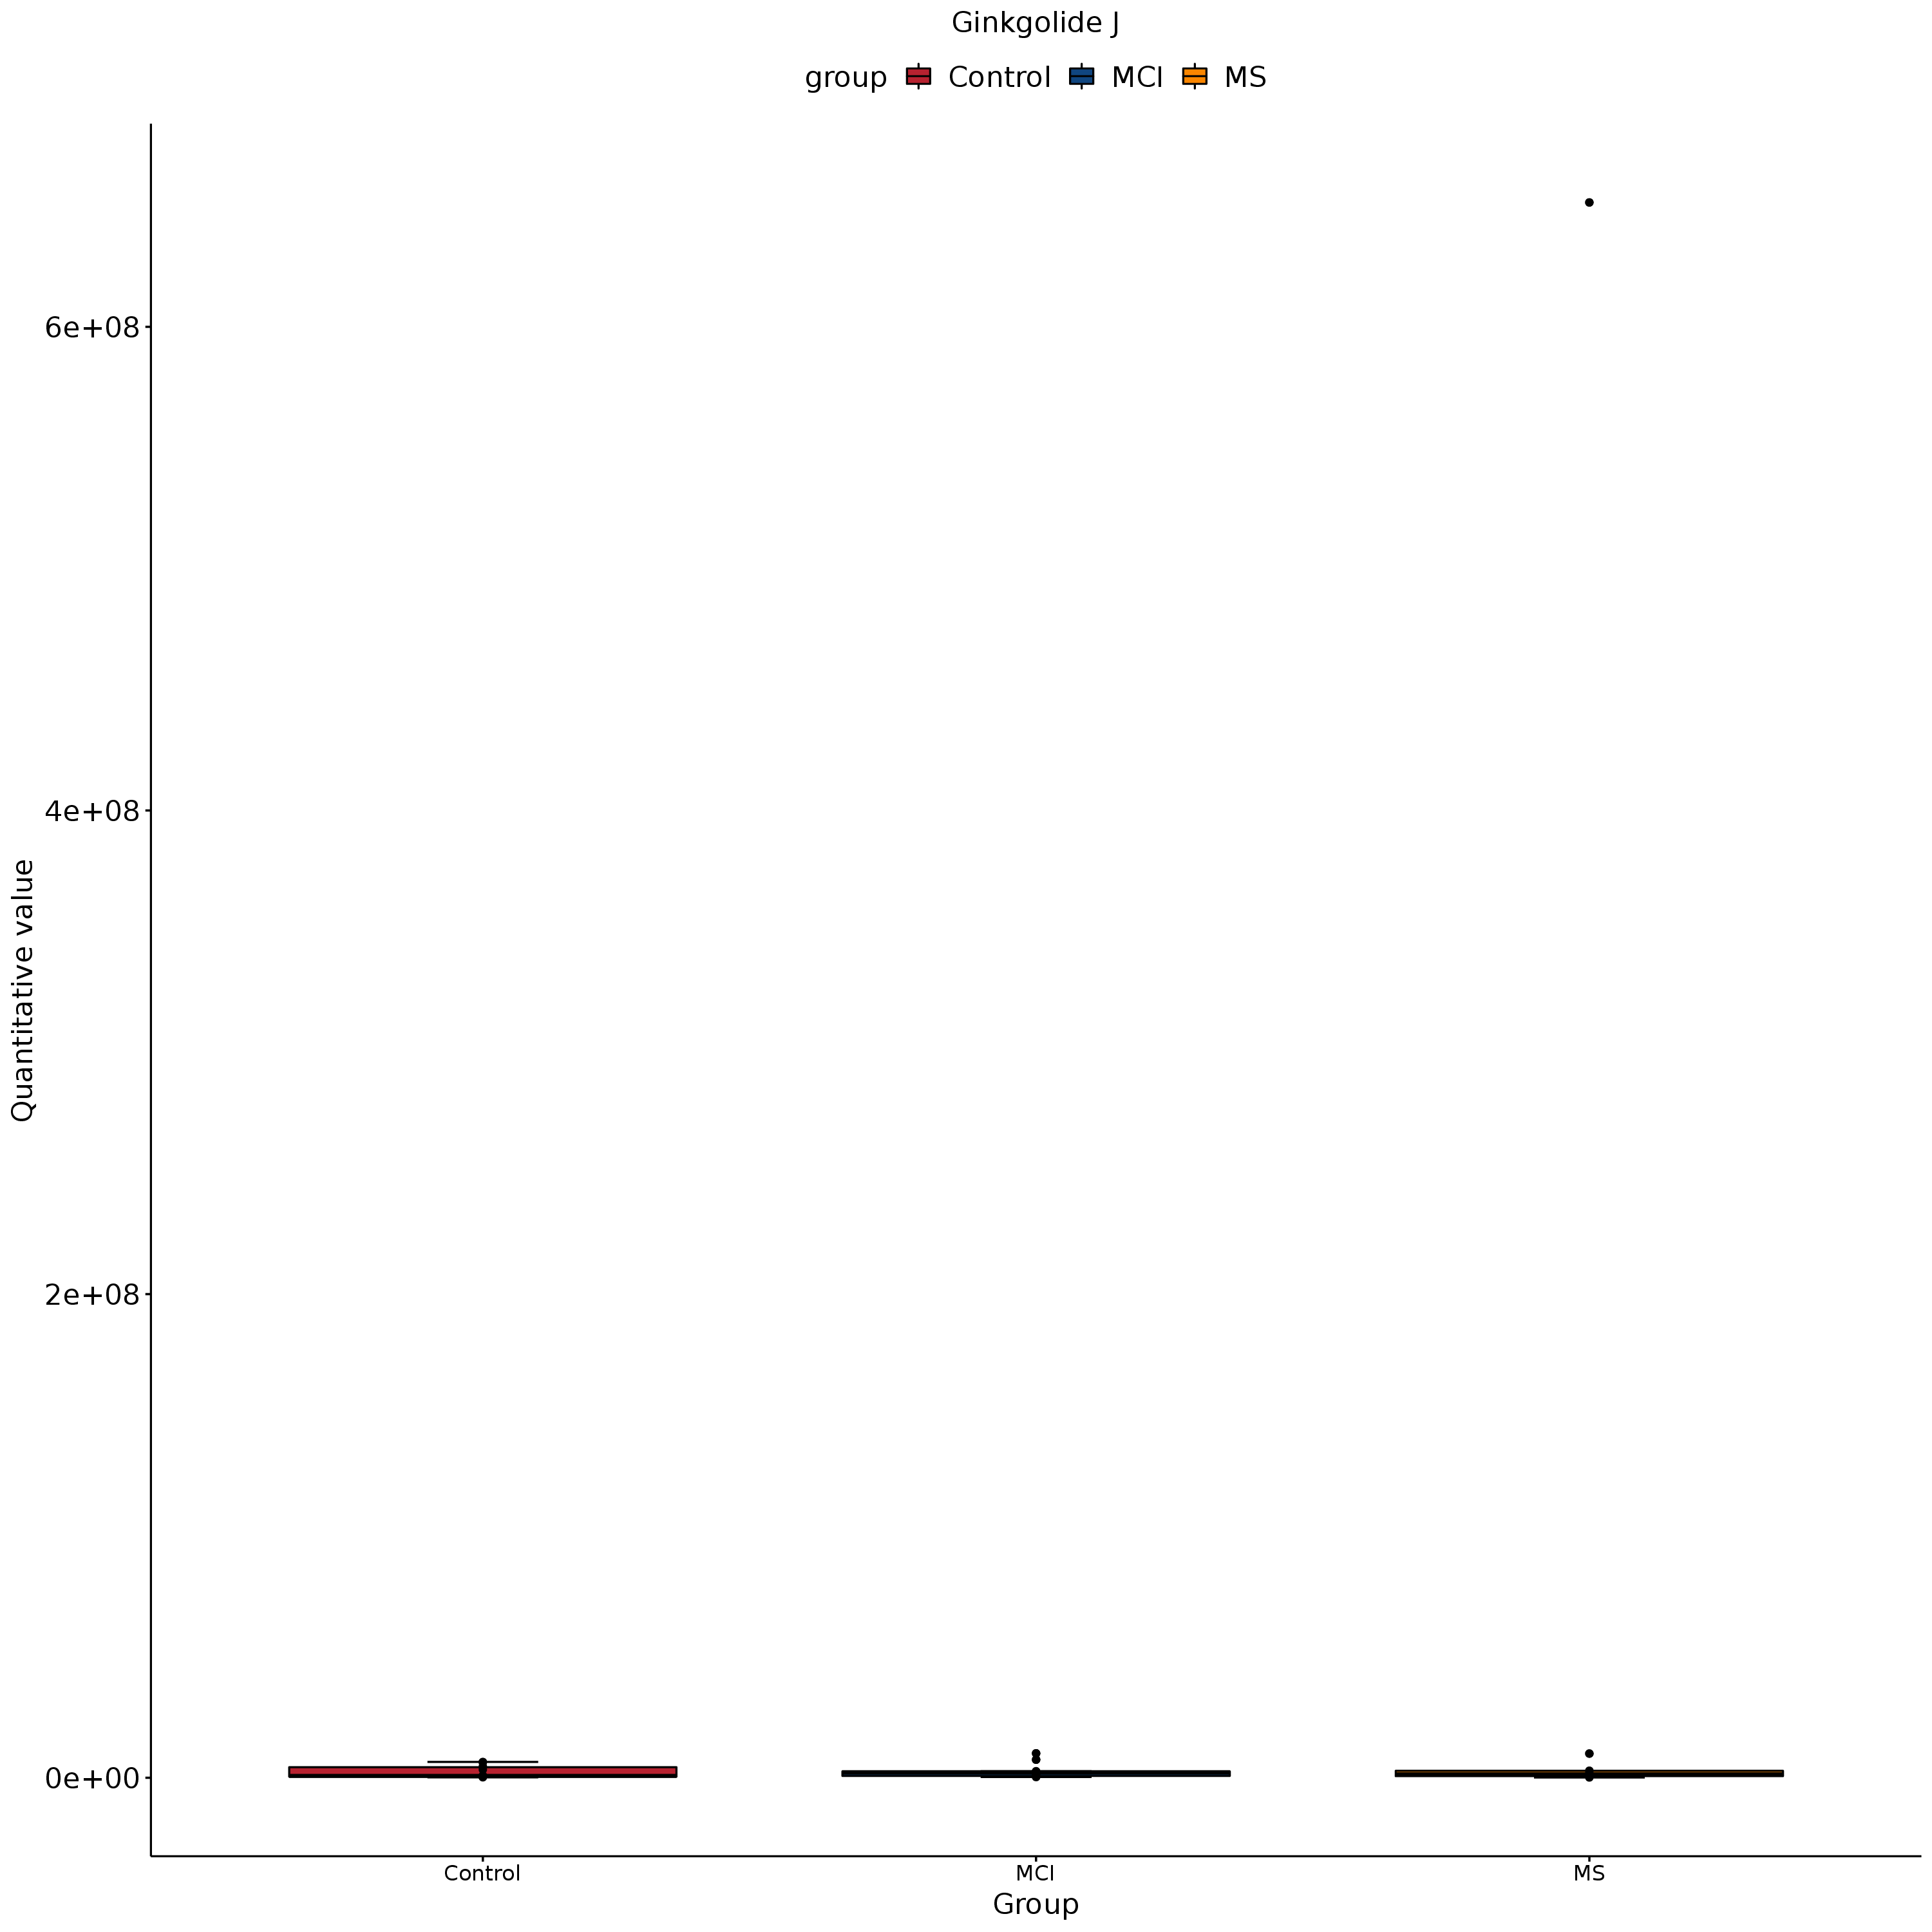 Ginkgolide J
group Control MCI MS
6e+08
4e+08
2e+08
0e+00
Quantitative value
Control MCI MS
Group